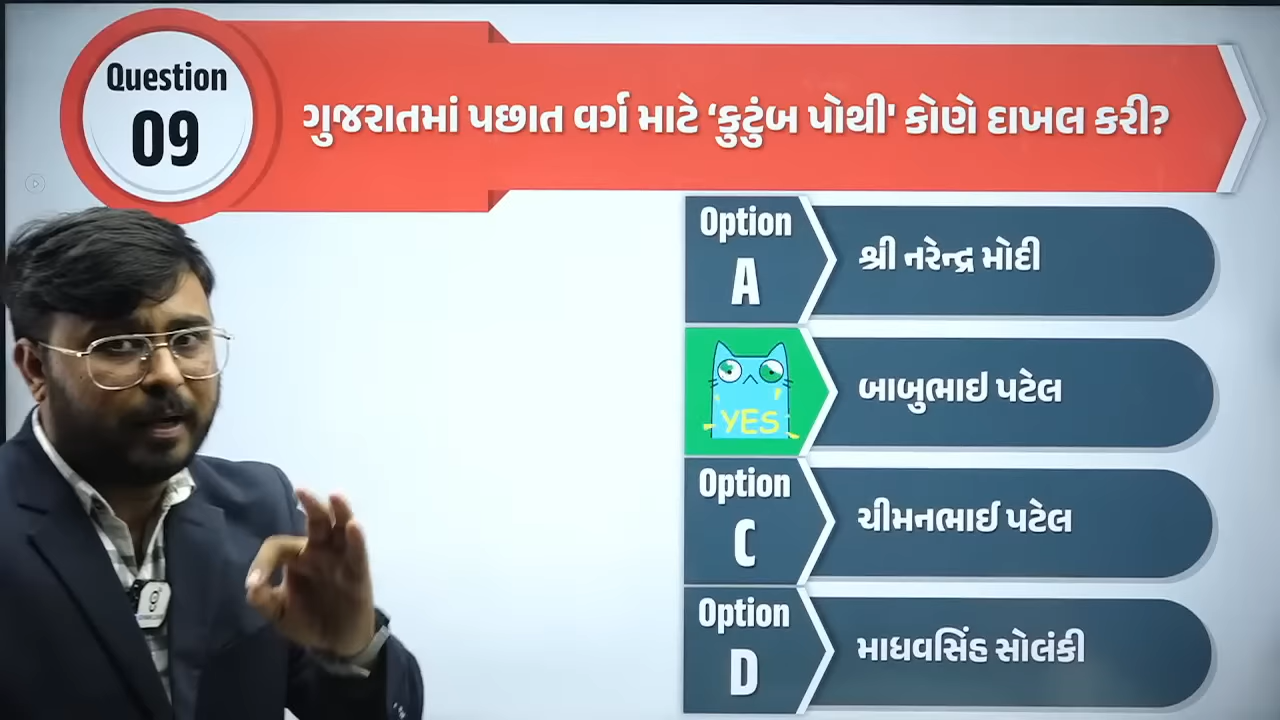 Question
09
ગુજરાતમાં પછાત વર્ગ માટે ‘કુટુંબ પોથી' કોણે દાખલ કરી?
Option
A
શ્રી નરેન્દ્ર મોદી
YES
બાબુભાઇ પટેલ
Option
C
ચીમનભાઈ પટેલ
Option
D
માધવસિંહ સોલંકી